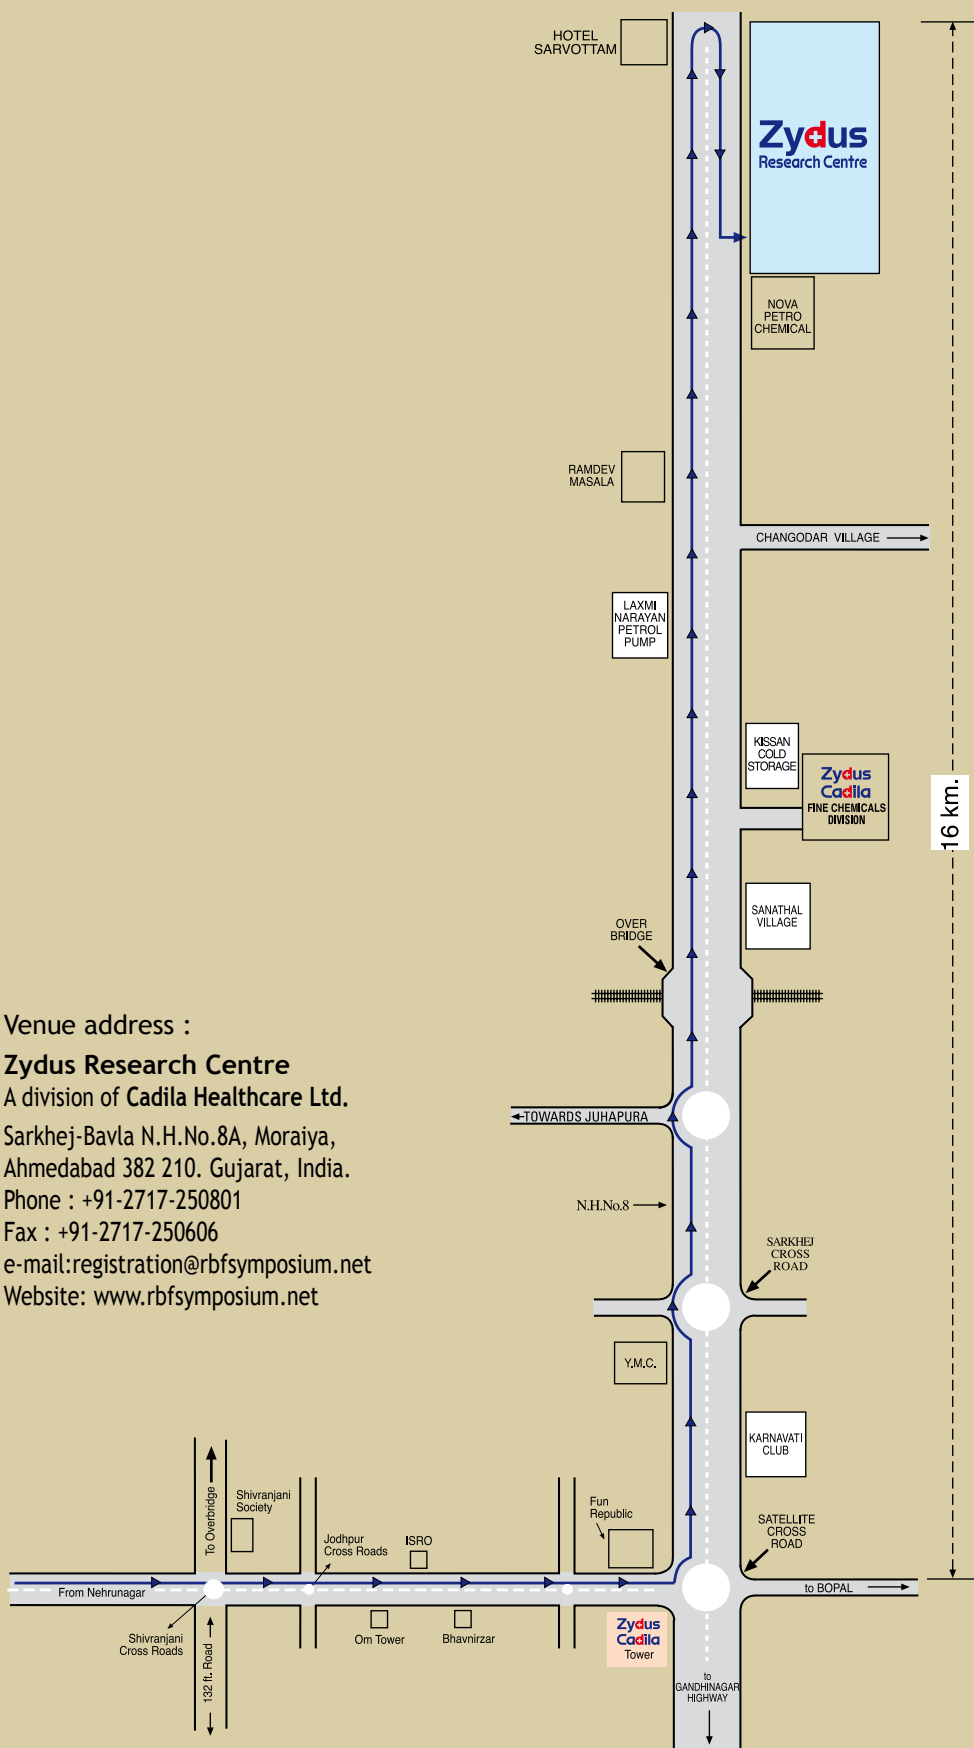 HOTEL
SARVOTTAM
Zydus
Research Centre
NOVA
PETRO
CHEMICAL
RAMDEV
MASALA
CHANGODAR VILLAGE
LAXMI
NARAYAN
PETROL
PUMP
KISSAN
COLD
STORAGE
Zydus
Cadila
FINE CHEMICALS
DIVISION
16 km.
SANATHAL
VILLAGE
OVER
BRIDGE
Venue address :
Zydus Research Centre
A division of Cadila Healthcare Ltd.
Sarkhej-Bavla N.H.No.8A, Moraiya,
Ahmedabad 382 210. Gujarat, India.
Phone : +91-2717-250801
Fax : +91-2717-250606
e-mail:registration@rbfsymposium.net
Website: www.rbfsymposium.net
TOWARDS JUHAPURA
N.H.No.8
SARKHEJ
CROSS
ROAD
Y.M.C.
KARNAVATI
CLUB
To Overbridge
Shivranjani
Society
Jodhpur
Cross Roads
ISRO
Fun
Republic
SATELLITE
CROSS
ROAD
From Nehrunagar
to BOPAL
Shivranjani
Cross Roads
132 ft. Road
Om Tower
Bhavnirzar
Zydus
Cadila
Tower
to
GANDHINAGAR
HIGHWAY